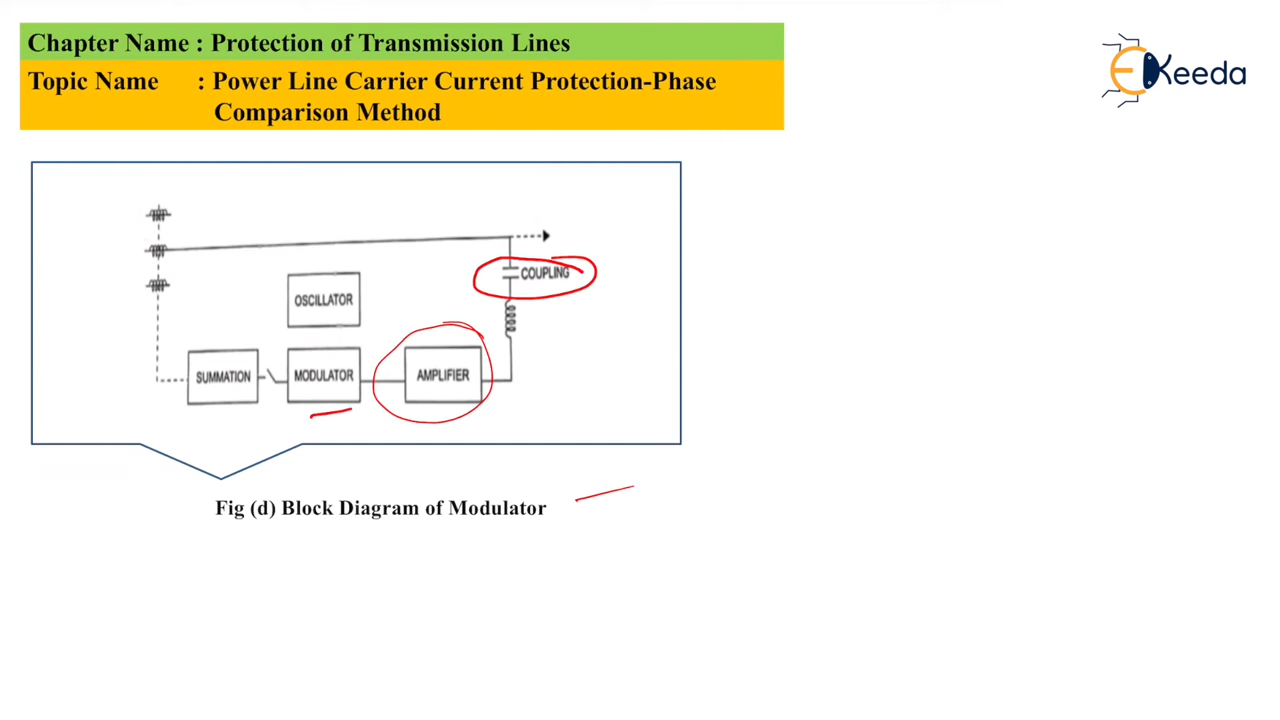 Chapter Name : Protection of Transmission Lines
Topic Name : Power Line Carrier Current Protection-Phase
Comparison Method
Keeda
COUPLING
OSCILLATOR
SUMMATION
MODULATOR
AMPLIFIER
Fig (d) Block Diagram of Modulator